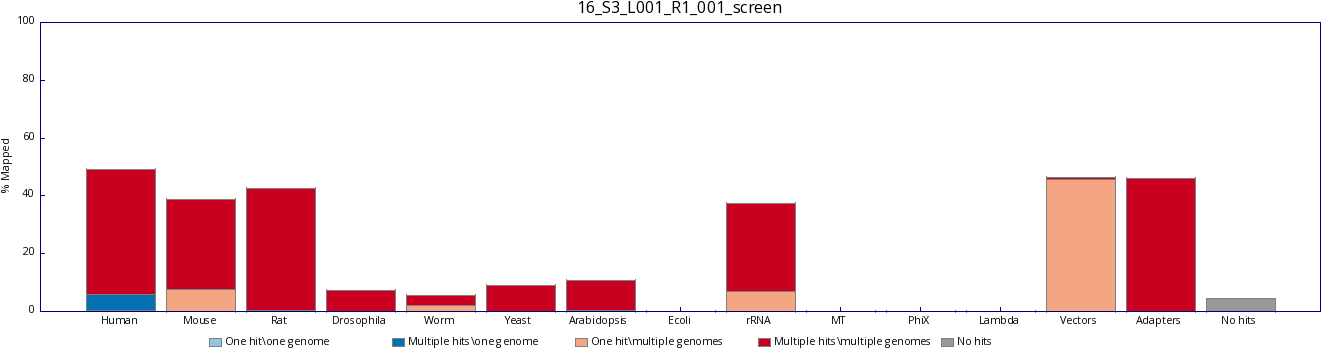 16_S3_L001_R1_001_screen
100
80
60
40
20
0
% Mapped
Human Mouse Rat Drosophila Worm Yeast Arabidopsis Ecoli rRNA MT PhiX Lambda Vectors Adapters No hits
One hit\one genome Multiple hits\one genome One hit\multiple genomes Multiple hits\multiple genomes No hits